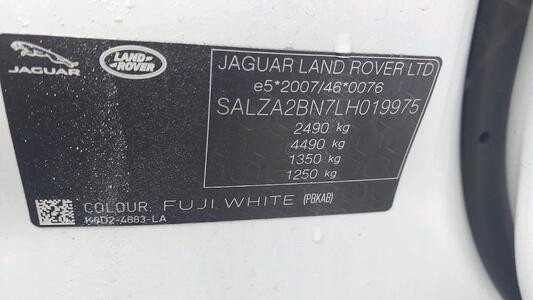 JAGUAR
LAND ROVER
JAGUAR LAND ROVER LTD
e5*2007/46*0076
SALZA2BN7LH019975
2490 kg
4490 kg
1350 kg
1250 kg
COLOUR: FUJI WHITE (PBKAB)
K8D2-4883-LA